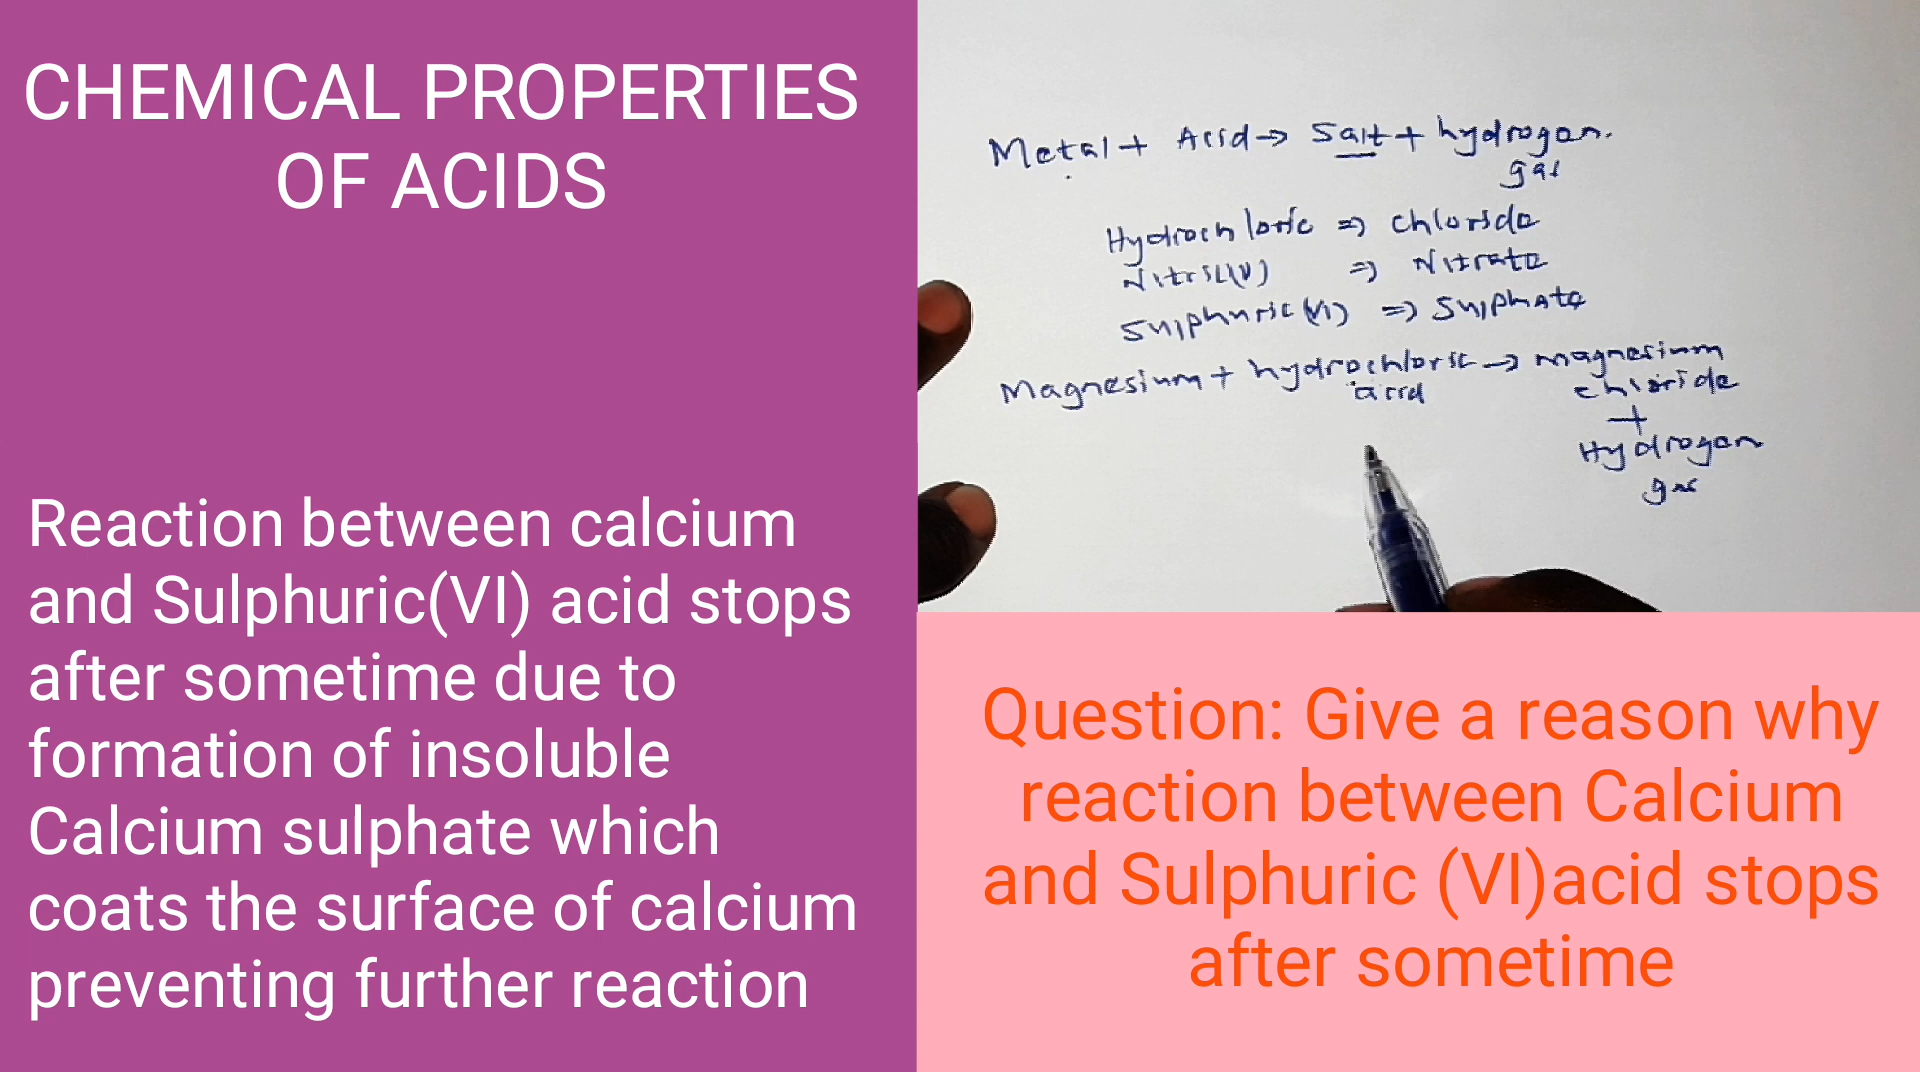 CHEMICAL PROPERTIES
OF ACIDS
Reaction between calcium
and Sulphuric(VI) acid stops
after sometime due to
formation of insoluble
Calcium sulphate which
coats the surface of calcium
preventing further reaction
Metal + Acid → Salt + hydrogen.
gas
Hydrochloric ⇒ chloride
Nitric(V) ⇒ Nitrate
Sulphuric(VI) ⇒ Sulphate
Magnesium + hydrochloric → magnesium
acid chloride
+
Hydrogen
gas
Question: Give a reason why
reaction between Calcium
and Sulphuric (VI)acid stops
after sometime